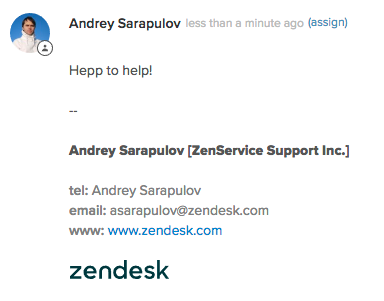 Andrey Sarapulov less than a minute ago (assign)
Hepp to help!
--
Andrey Sarapulov [ZenService Support Inc.]
tel: Andrey Sarapulov
email: asarapulov@zendesk.com
www: www.zendesk.com
zendesk